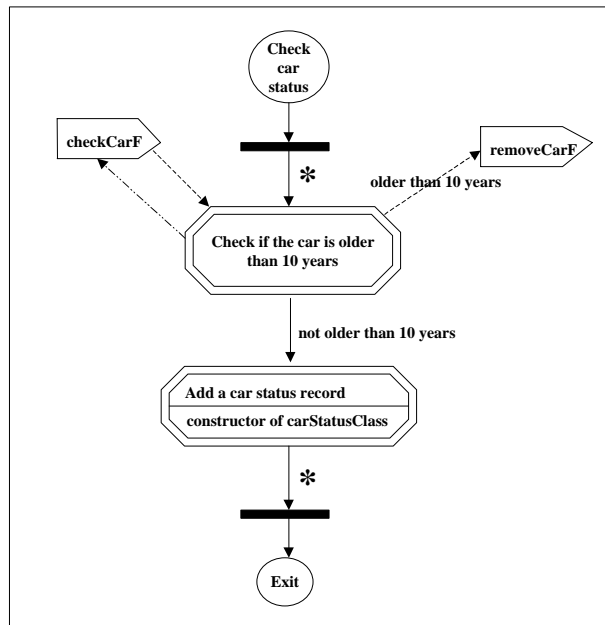 Check
car
status
checkCarF
removeCarF
*
older than 10 years
Check if the car is older
than 10 years
not older than 10 years
Add a car status record
constructor of carStatusClass
*
Exit